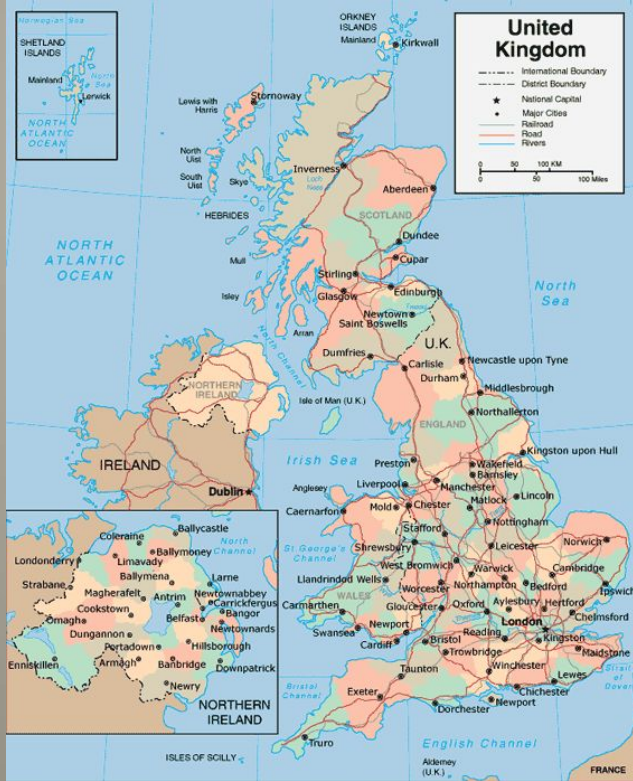 Norwegian Sea
SHETLAND
ISLANDS
Mainland
North
Sea
Lerwick
NORTH
ATLANTIC
OCEAN
ORKNEY
ISLANDS
Mainland
Kirkwall
United
Kingdom
International Boundary
District Boundary
National Capital
Major Cities
Railroad
Road
Rivers
0 50 100 KM
0 50 100 Miles
Lewis with
Harris
Stornoway
North
Uist
South
Uist
Skye
HEBRIDES
Inverness
Loch
Ness
Aberdeen
SCOTLAND
NORTH
ATLANTIC
OCEAN
Dundee
Cupar
Mull
Stirling
Glasgow
Edinburgh
North
Sea
Isley
Arran
Newtown
Saint Boswells
Tweed
North Channel
U.K.
Dumfries
Carlisle
Newcastle upon Tyne
Durham
Middlesbrough
NORTHERN
IRELAND
Isle of Man (U.K.)
Northallerton
ENGLAND
IRELAND
Irish Sea
Kingston upon Hull
Preston
Wakefield
Barnsley
Dublin
Anglesey
Liverpool
Manchester
Lincoln
Caernarfon
Mold
Chester
Matlock
Nottingham
St George's
Channel
Stafford
Shrewsbury
Leicester
Norwich
West Bromwich
Llandrindod Wells
Warwick
Cambridge
WALES
Worcester
Northampton
Bedford
Ipswich
Carmarthen
Gloucester
Oxford
Aylesbury
Hertford
Chelmsford
Swansea
Newport
Thames
London
Cardiff
Bristol
Reading
Kingston
Trowbridge
Maidstone
Bristol
Channel
Taunton
Winchester
Lewes
Strait
of
Dover
Exeter
Chichester
Newport
Dorchester
Truro
English Channel
ISLES OF SCILLY
Alderney
(U.K.)
FRANCE
Ballycastle
Coleraine
North
Channel
Londonderry
Ballymoney
Limavady
Strabane
Ballymena
Larne
Magherafelt
Antrim
Newtownabbey
Cookstown
Carrickfergus
Omagh
Belfast
Bangor
Dungannon
Newtownards
Portadown
Hillsborough
Enniskillen
Armagh
Banbridge
Downpatrick
Newry
NORTHERN
IRELAND